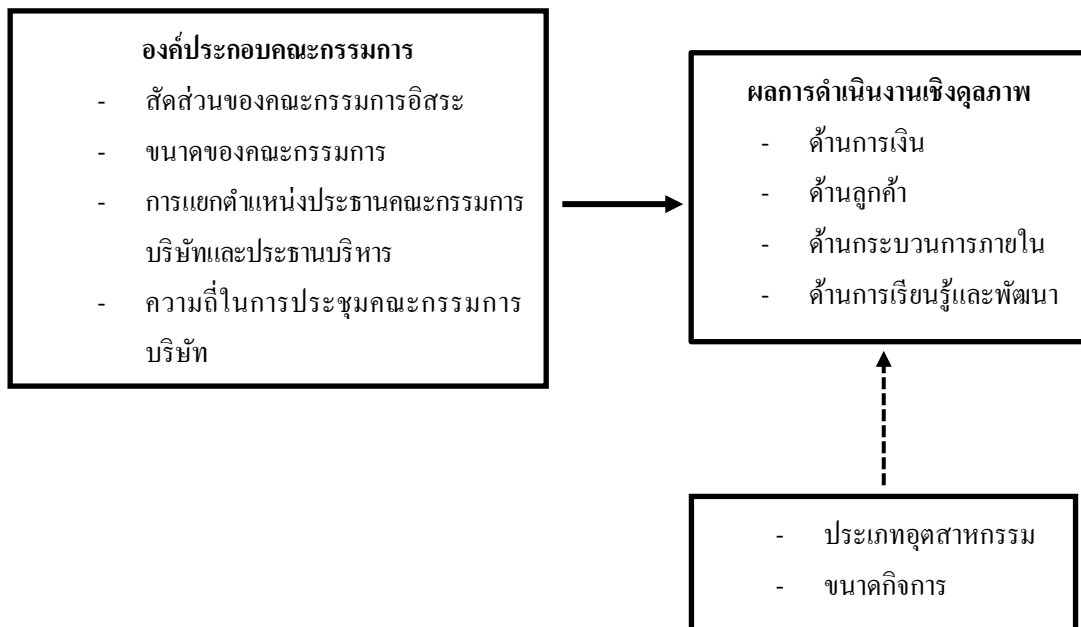 องค์ประกอบคณะกรรมการ
- สัดส่วนของคณะกรรมการอิสระ
- ขนาดของคณะกรรมการ
- การแยกตำแหน่งประธานคณะกรรมการ
บริษัทและประธานบริหาร
- ความถี่ในการประชุมคณะกรรมการ
บริษัท
ผลการดำเนินงานเชิงดุลภาพ
- ด้านการเงิน
- ด้านลูกค้า
- ด้านกระบวนการภายใน
- ด้านการเรียนรู้และพัฒนา
- ประเภทอุตสาหกรรม
- ขนาดกิจการ